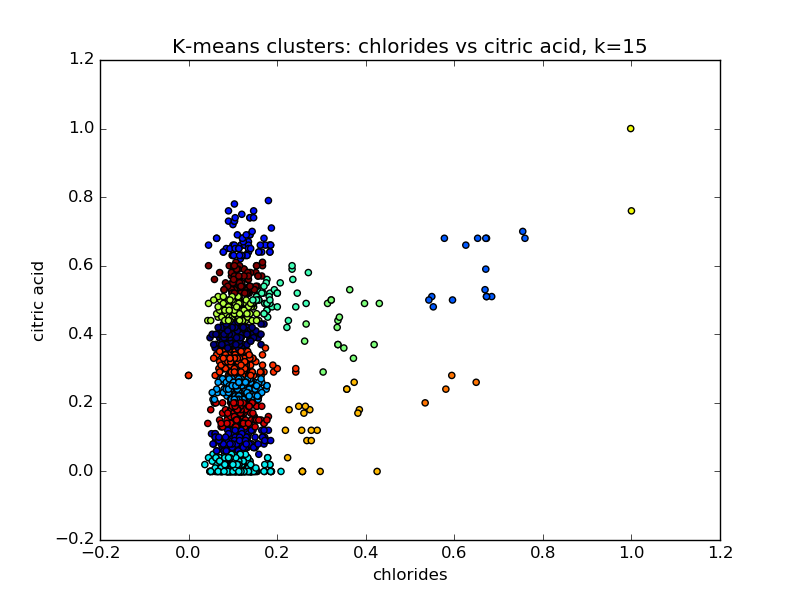 K-means clusters: chlorides vs citric acid, k=15
1.2
1.0
0.8
0.6
0.4
0.2
0.0
−0.2
citric acid
−0.2 0.0 0.2 0.4 0.6 0.8 1.0 1.2
chlorides